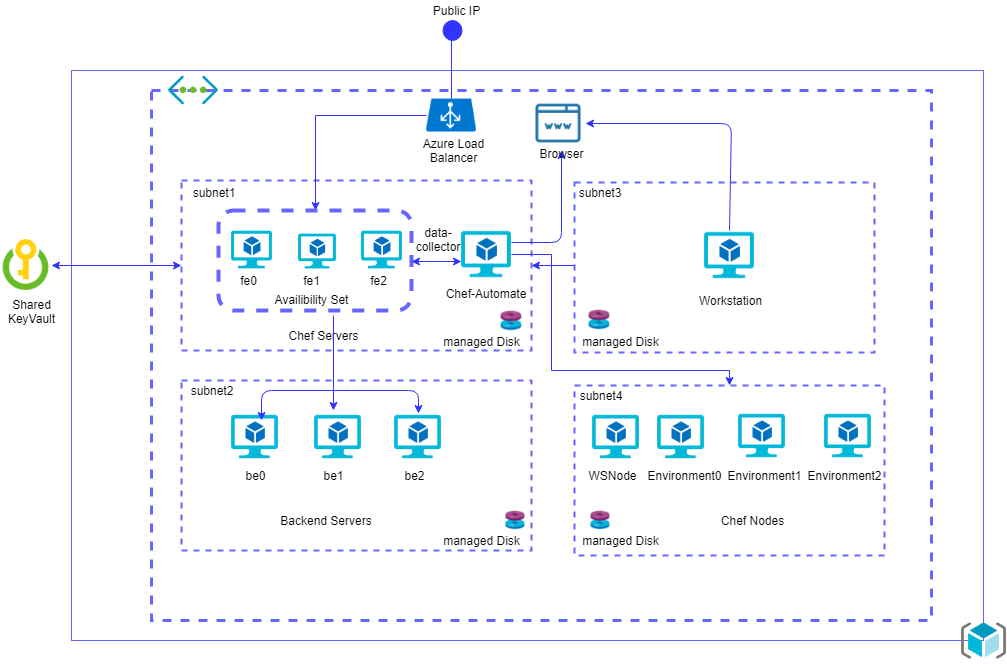 Public IP
Azure Load
Balancer
www
Browser
subnet1
subnet3
data-
collector
fe0
fe1
fe2
Availibility Set
Chef-Automate
Workstation
Shared
KeyVault
Chef Servers
managed Disk
managed Disk
subnet2
subnet4
be0
be1
be2
WSNode
Environment0
Environment1
Environment2
Backend Servers
Chef Nodes
managed Disk
managed Disk